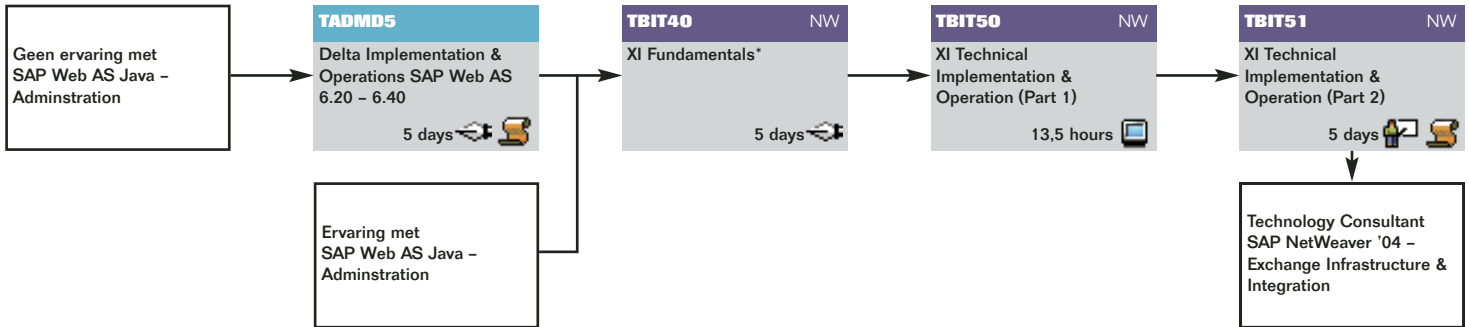 Geen ervaring met
SAP Web AS Java –
Adminstration
TADMD5
Delta Implementation &
Operations SAP Web AS
6.20 – 6.40
5 days
Ervaring met
SAP Web AS Java –
Adminstration
TBIT40 NW
XI Fundamentals*
5 days
TBIT50 NW
XI Technical
Implementation &
Operation (Part 1)
13,5 hours
TBIT51 NW
XI Technical
Implementation &
Operation (Part 2)
5 days
Technology Consultant
SAP NetWeaver ’04 –
Exchange Infrastructure &
Integration